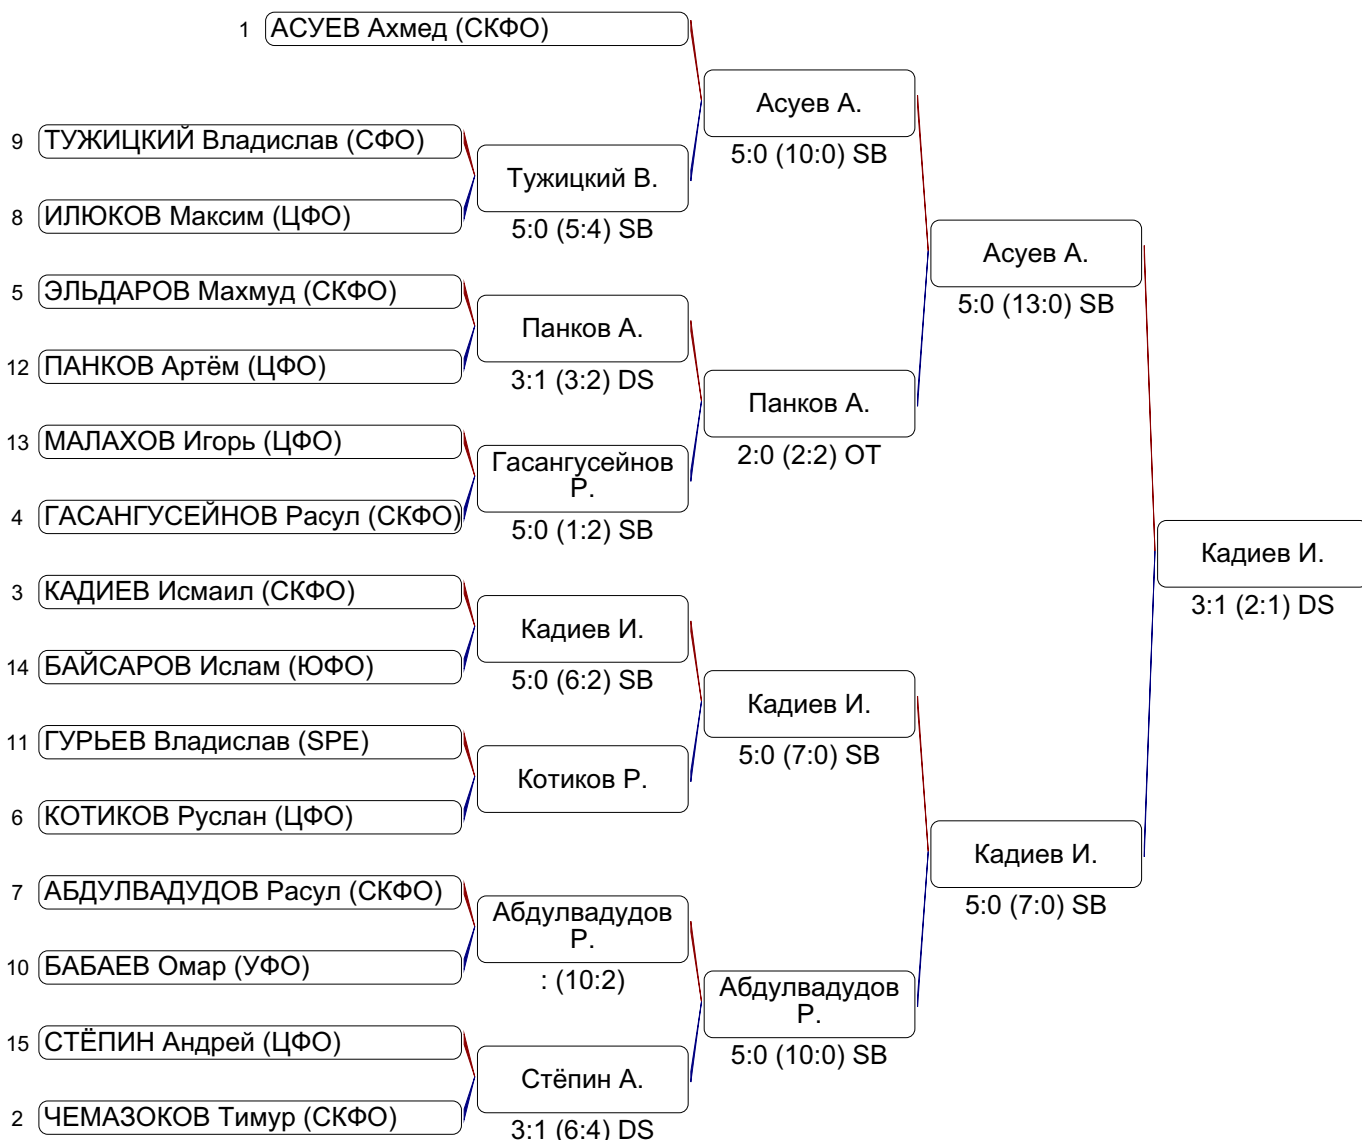 1 АСУЕВ Ахмед (СКФО)
Асуев А.
5:0 (10:0) SB
9 ТУЖИЦКИЙ Владислав (СФО)
Тужицкий В.
5:0 (5:4) SB
8 ИЛЮКОВ Максим (ЦФО)
Асуев А.
5:0 (13:0) SB
5 ЭЛЬДАРОВ Махмуд (СКФО)
Панков А.
3:1 (3:2) DS
12 ПАНКОВ Артём (ЦФО)
Панков А.
2:0 (2:2) OT
13 МАЛАХОВ Игорь (ЦФО)
Гасангусейнов
Р.
5:0 (1:2) SB
4 ГАСАНГУСЕЙНОВ Расул (СКФО)
Кадиев И.
3:1 (2:1) DS
3 КАДИЕВ Исмаил (СКФО)
Кадиев И.
5:0 (6:2) SB
14 БАЙСАРОВ Ислам (ЮФО)
Кадиев И.
5:0 (7:0) SB
11 ГУРЬЕВ Владислав (SPE)
Котиков Р.
6 КОТИКОВ Руслан (ЦФО)
Кадиев И.
5:0 (7:0) SB
7 АБДУЛВАДУДОВ Расул (СКФО)
Абдулвадудов
Р.
: (10:2)
10 БАБАЕВ Омар (УФО)
Абдулвадудов
Р.
5:0 (10:0) SB
15 СТЁПИН Андрей (ЦФО)
Стёпин А.
3:1 (6:4) DS
2 ЧЕМАЗОКОВ Тимур (СКФО)